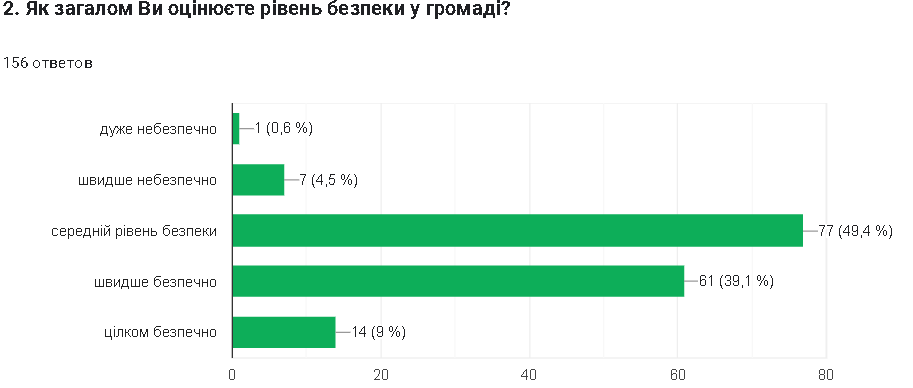 2. Як загалом Ви оцінюєте рівень безпеки у громаді?
156 ответов
дуже небезпечно 1 (0,6 %)
швидше небезпечно 7 (4,5 %)
середній рівень безпеки 77 (49,4 %)
швидше безпечно 61 (39,1 %)
цілком безпечно 14 (9 %)
0 20 40 60 80